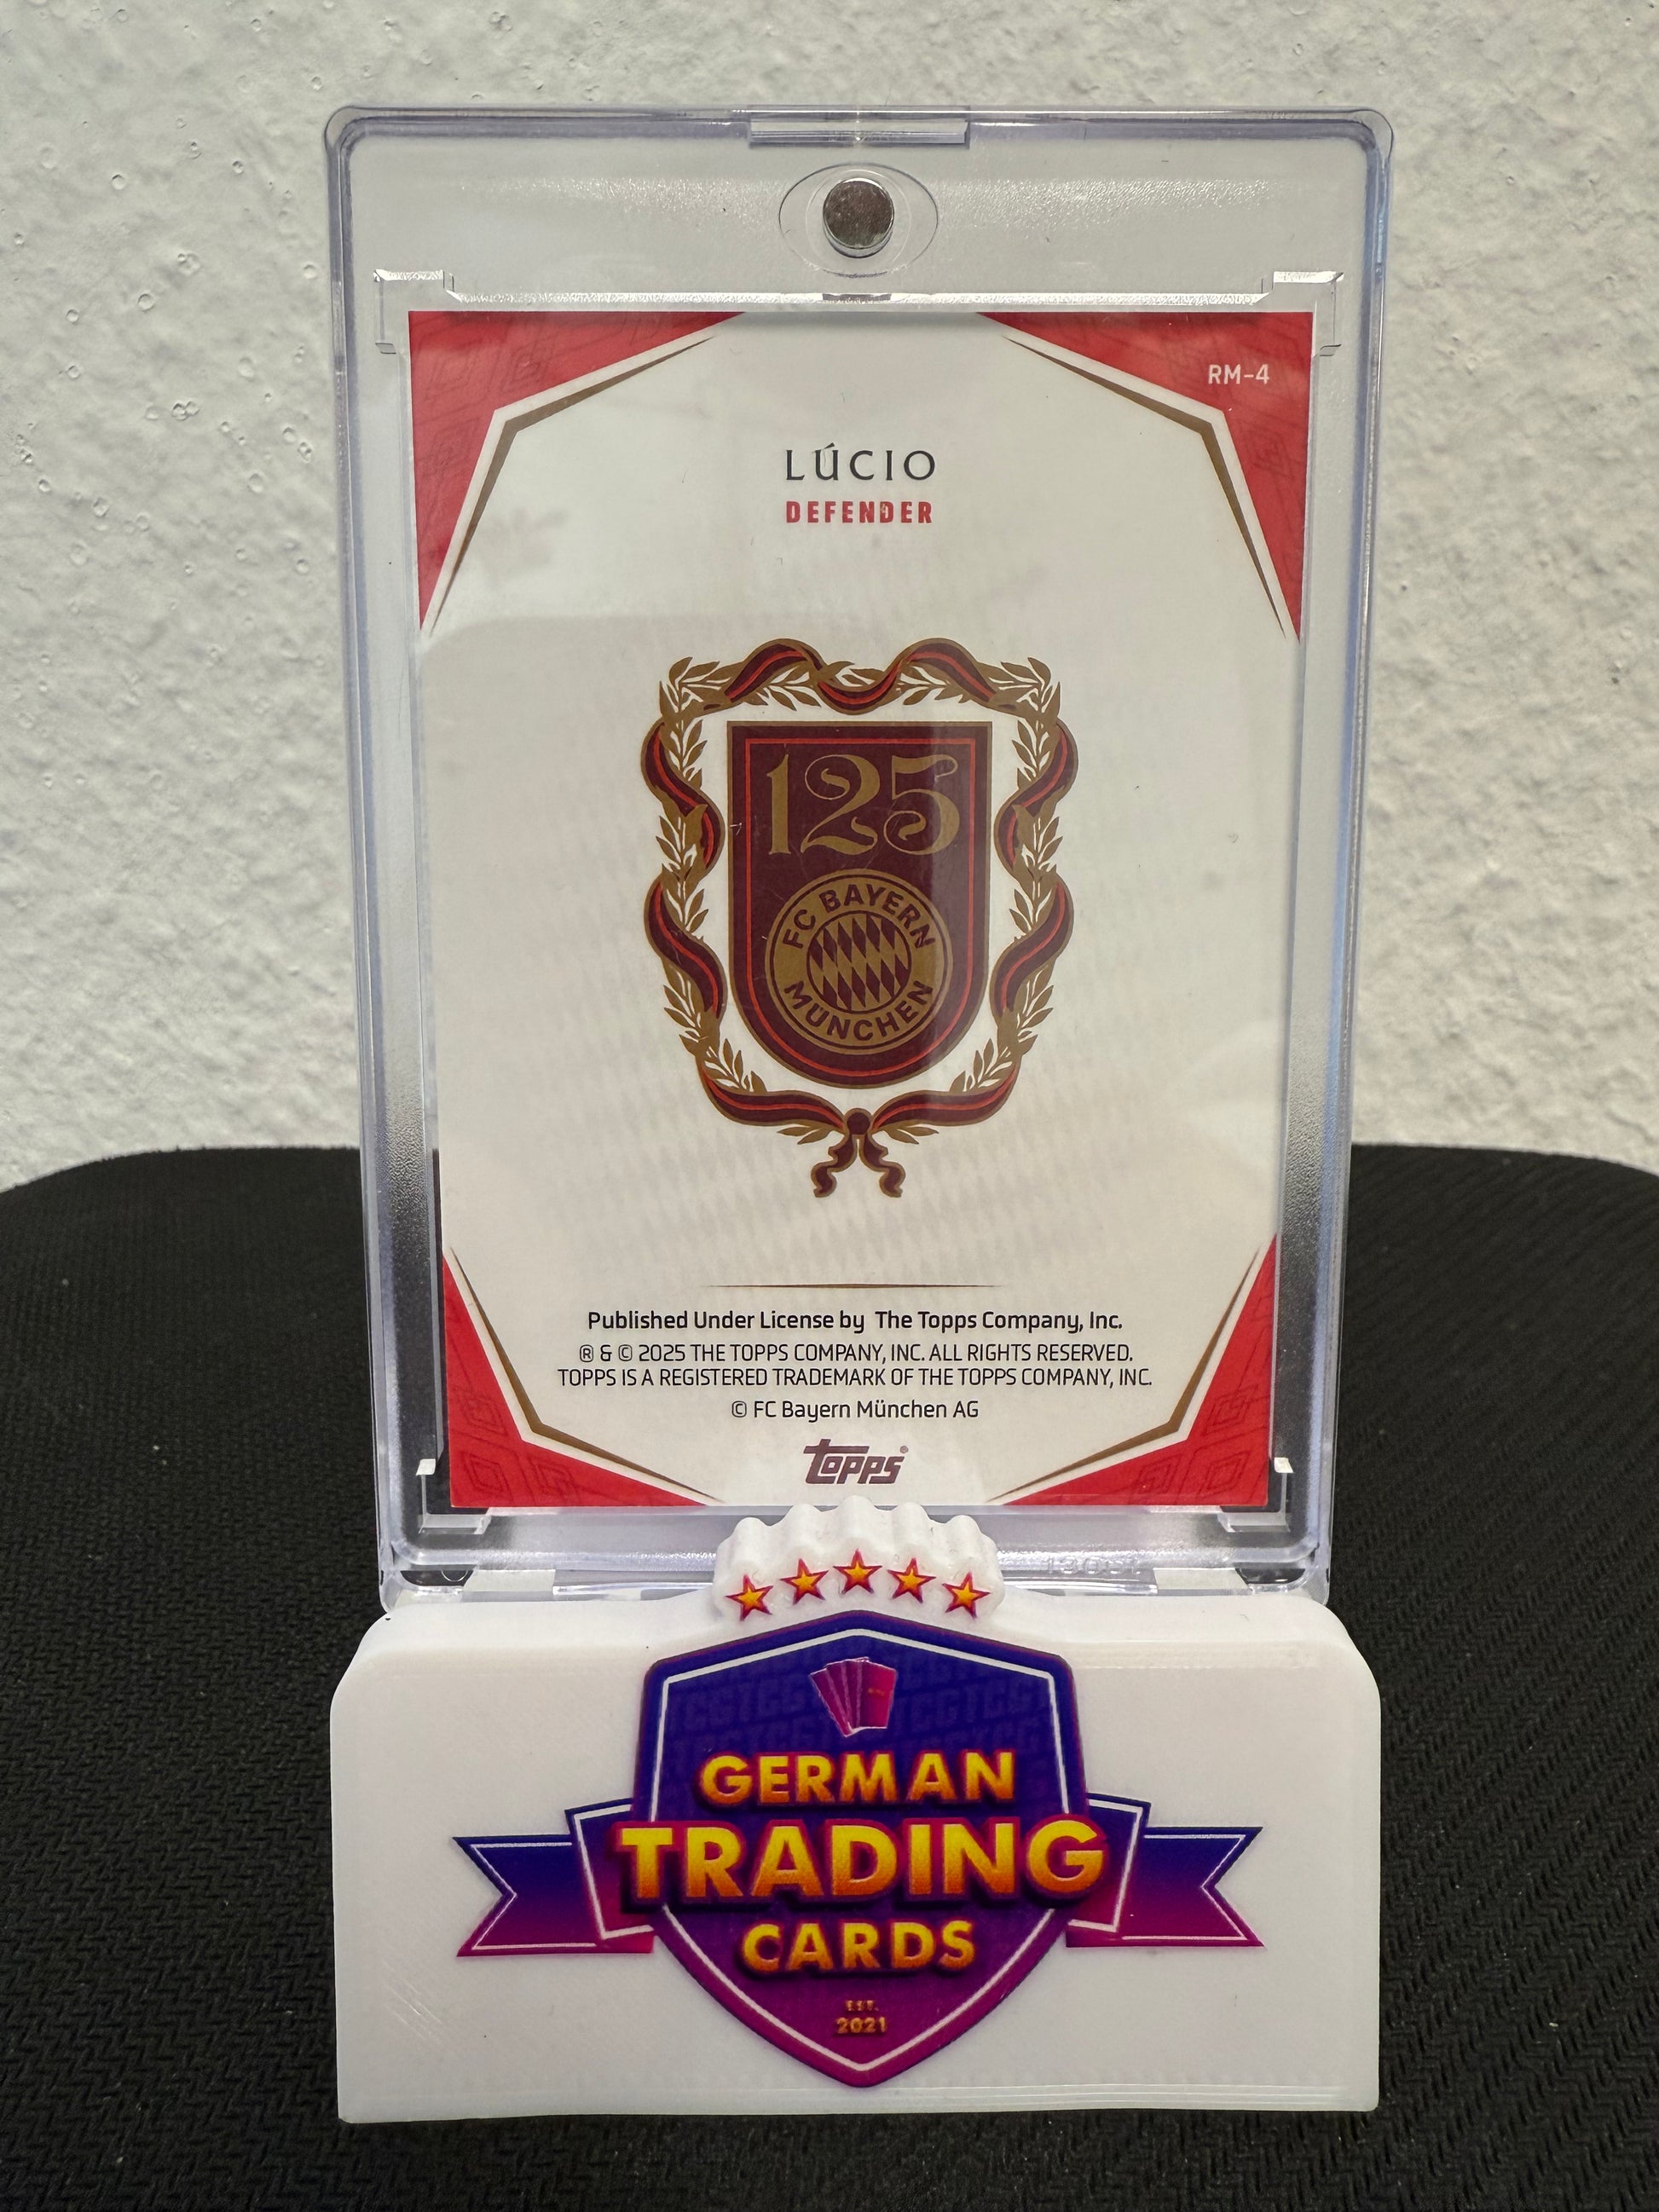 RM-4
LÚCIO
DEFENDER
125
FC BAYERN
MÜNCHEN
Published Under License by The Topps Company, Inc.
® & © 2025 THE TOPPS COMPANY, INC. ALL RIGHTS RESERVED.
TOPPS IS A REGISTERED TRADEMARK OF THE TOPPS COMPANY, INC.
© FC Bayern München AG
topps®
GERMAN
TRADING
CARDS
EST.
2021